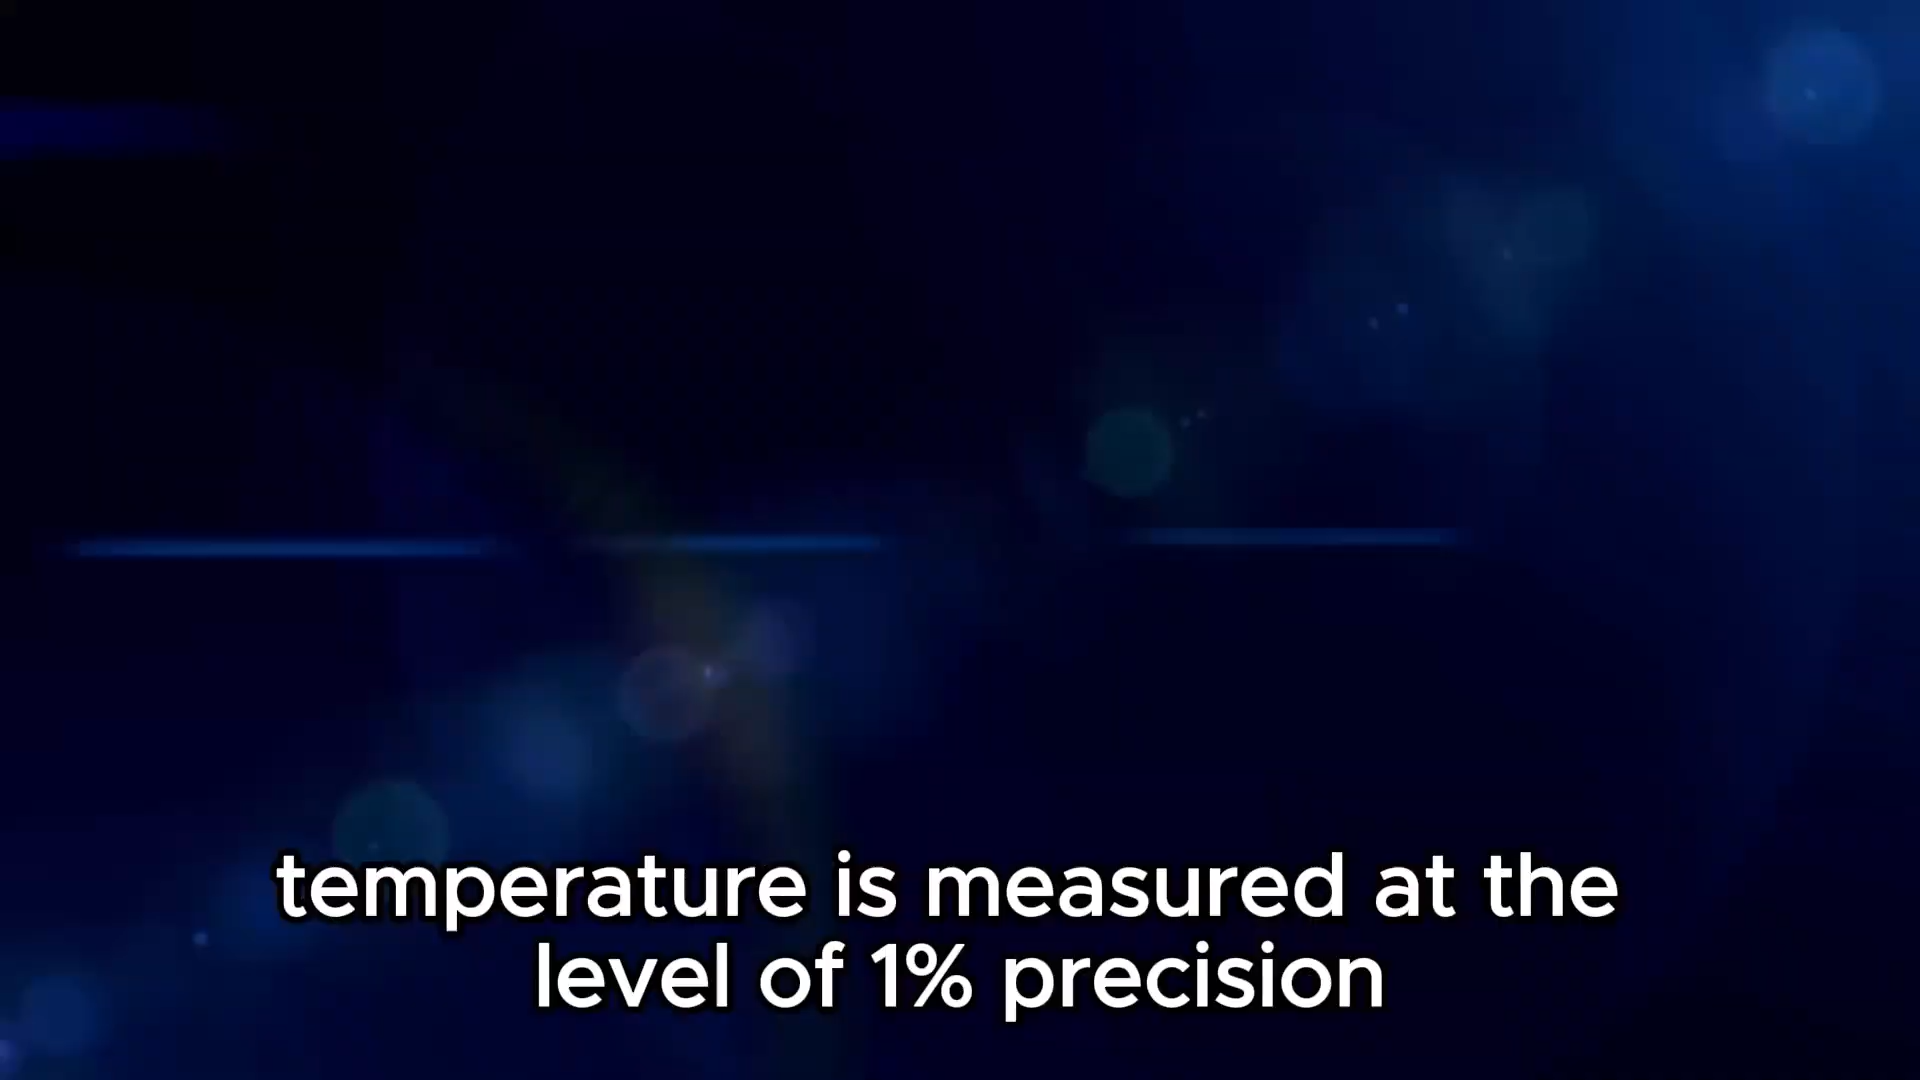 temperature is measured at the
level of 1% precision